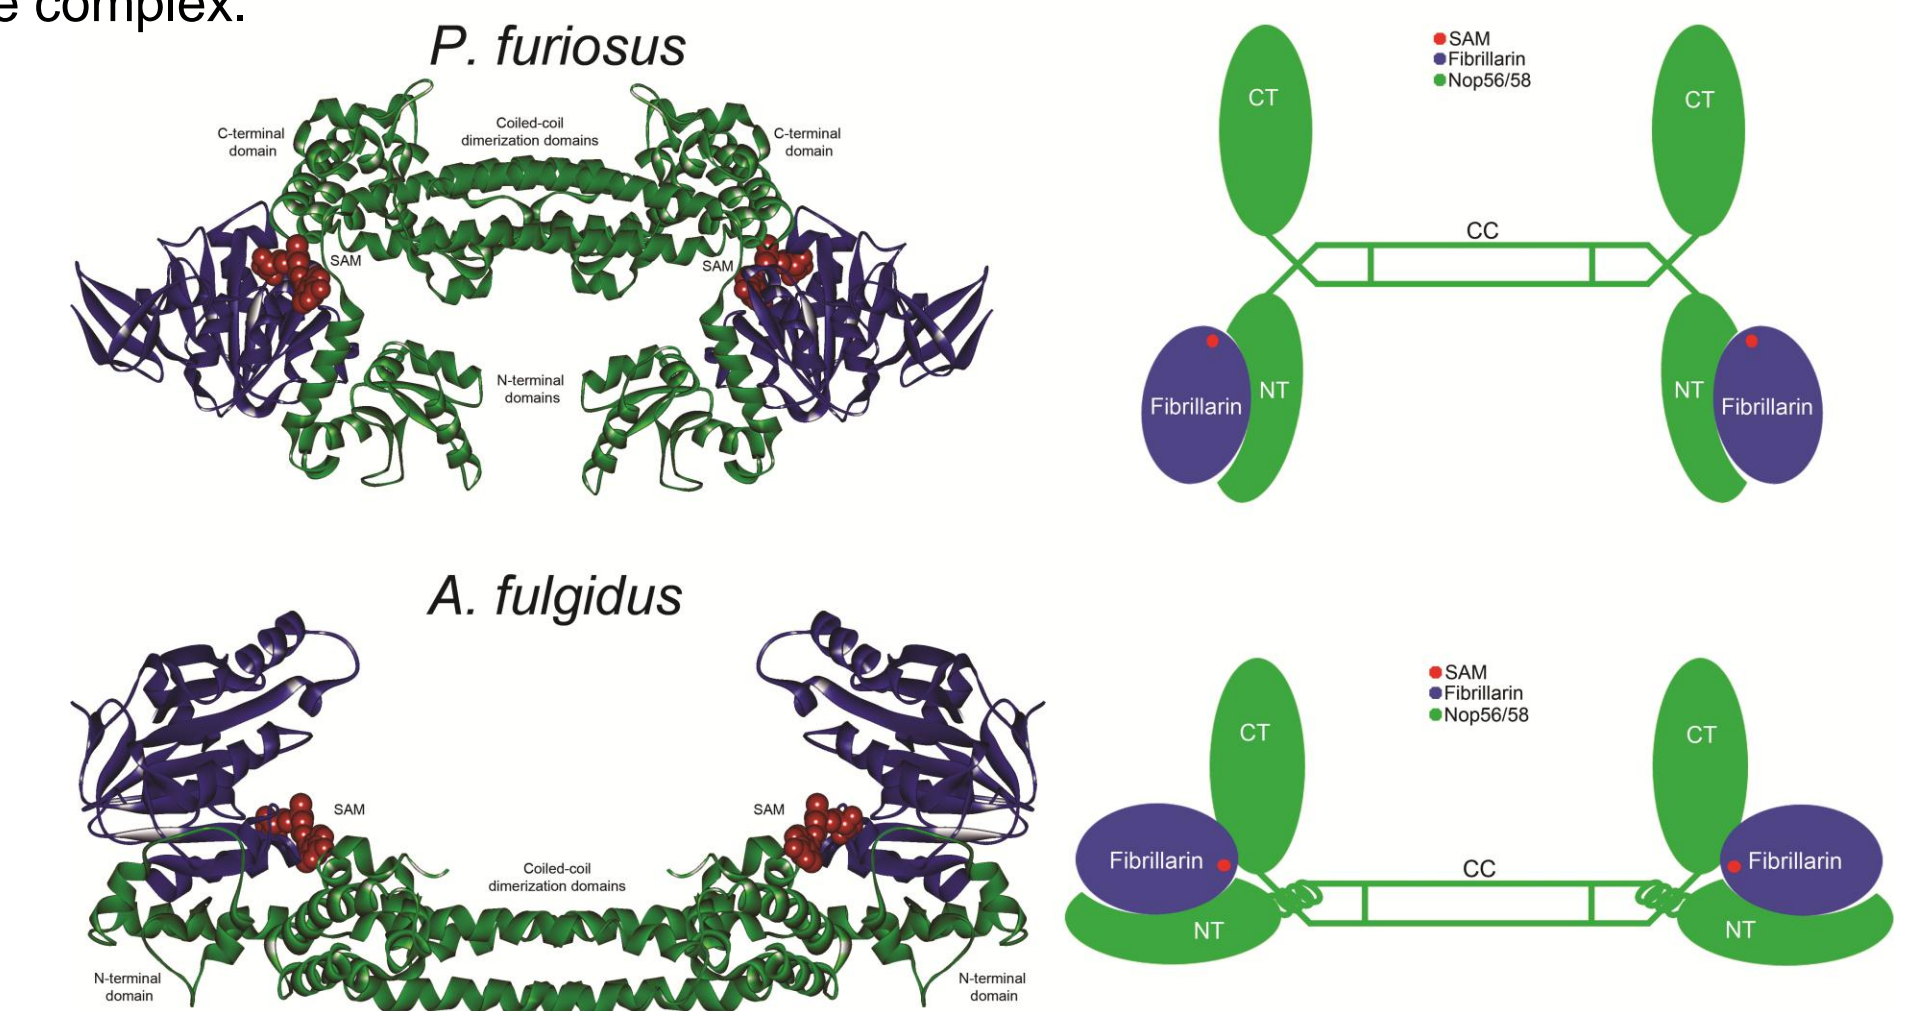 e complex.
P. furiosus
C-terminal
domain
Coiled-coil
dimerization domains
C-terminal
domain
SAM
SAM
N-terminal
domains
CT
SAM
Fibrillarin
Nop56/58
CT
CC
Fibrillarin
NT
NT
Fibrillarin
A. fulgidus
SAM
SAM
Coiled-coil
dimerization domains
N-terminal
domain
N-terminal
domain
CT
SAM
Fibrillarin
Nop56/58
CT
Fibrillarin
CC
Fibrillarin
NT
NT